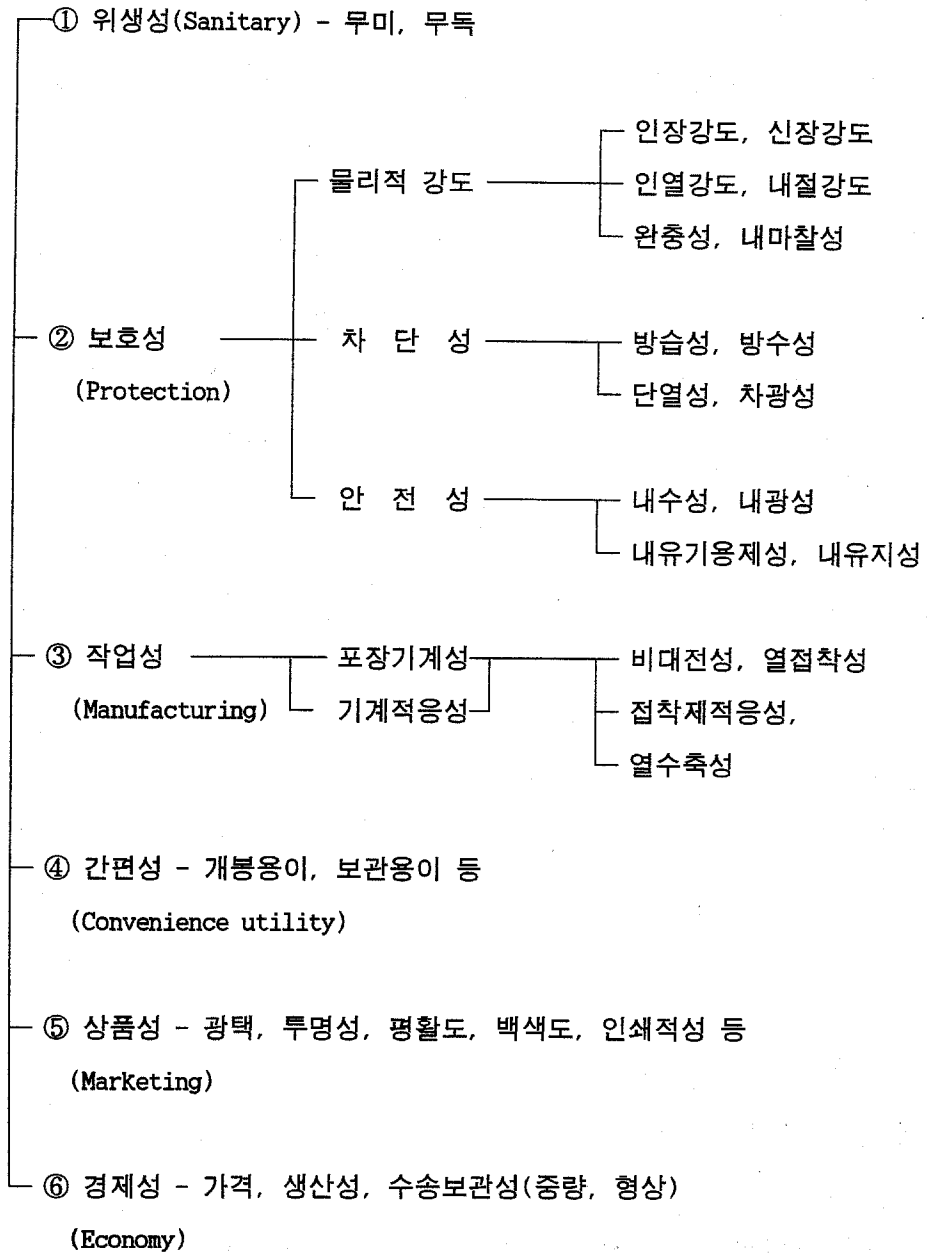 ① 위생성(Sanitary) - 무미, 무독
인장강도, 신장강도
물리적 강도
인열강도, 내절강도
완충성, 내마찰성
② 보호성
차 단 성
방습성, 방수성
(Protection)
단열성, 차광성
안 전 성
내수성, 내광성
내유기용제성, 내유지성
③ 작업성
포장기계성
비대전성, 열접착성
(Manufacturing)
기계적응성
접착제적응성,
열수축성
④ 간편성 - 개봉용이, 보관용이 등
(Convenience utility)
⑤ 상품성 - 광택, 투명성, 평활도, 백색도, 인쇄적성 등
(MarKeting)
⑥ 경제성 - 가격, 생산성, 수송보관성(중량, 형상)
(Economy)